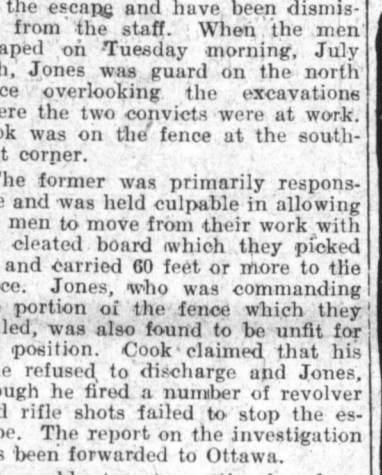 the escape and have been dismis-
from the staff. When the men
aped on Tuesday morning, July
h, Jones was guard on the north
ce overlooking the excavations
ere the two convicts were at work.
ok was on the fence at the south-
t corner.
he former was primarily respons-
e and was held culpable in allowing
men to move from their work with
cleated board which they picked
and carried 60 feet or more to the
ce. Jones, who was commanding
portion of the fence which they
led, was also found to be unfit for
position. Cook claimed that his
e refused to discharge and Jones,
ough he fired a number of revolver
d rifle shots failed to stop the es-
pe. The report on the investigation
s been forwarded to Ottawa.